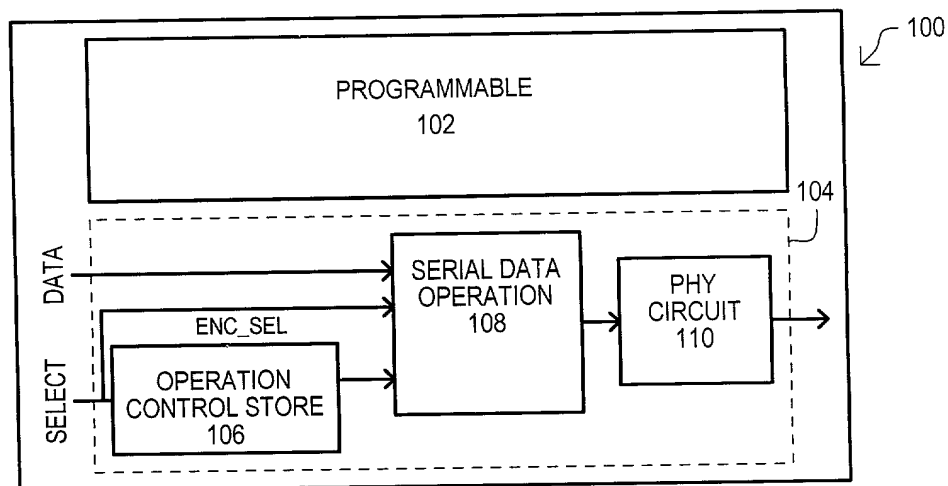 100
PROGRAMMABLE
102
104
DATA
SERIAL DATA
OPERATION
108
PHY
CIRCUIT
110
ENC_SEL
SELECT
OPERATION
CONTROL STORE
106